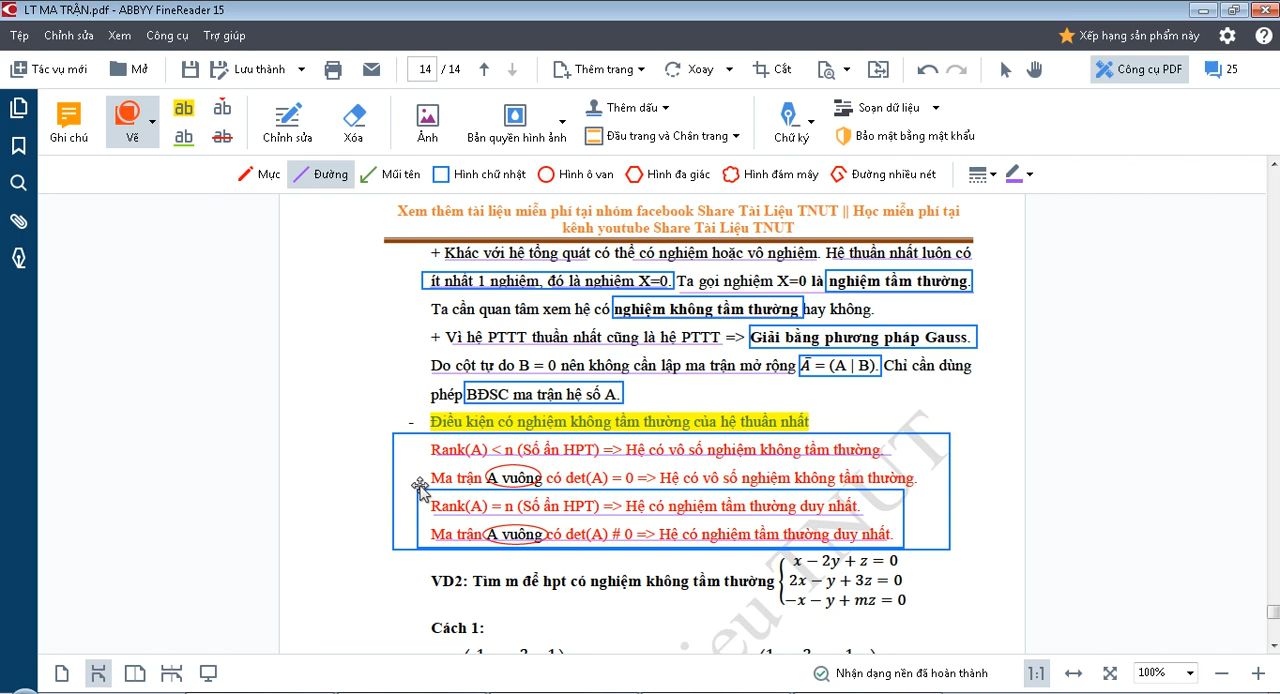 LT MA TRẬN.pdf - ABBYY FineReader 15
Tệp Chỉnh sửa Xem Công cụ Trợ giúp Xếp hạng sản phẩm này
Tác vụ mới Mở Lưu thành 14 / 14 Thêm trang Xoay Cắt Công cụ PDF 25
Ghi chú Vẽ ab ab ab ab Chỉnh sửa Xóa Ảnh Bản quyền hình ảnh Thêm dấu Đầu trang và Chân trang Chữ ký Soạn dữ liệu Bảo mật bằng mật khẩu
Mực Đường Mũi tên Hình chữ nhật Hình ô van Hình đa giác Hình đám mây Đường nhiều nét
Xem thêm tài liệu miễn phí tại nhóm facebook Share Tài Liệu TNUT || Học miễn phí tại
kênh youtube Share Tài Liệu TNUT
+ Khác với hệ tổng quát có thể có nghiệm hoặc vô nghiệm. Hệ thuần nhất luôn có
ít nhất 1 nghiệm, đó là nghiệm X=0. Ta gọi nghiệm X=0 là nghiệm tầm thường.
Ta cần quan tâm xem hệ có nghiệm không tầm thường hay không.
+ Vì hệ PTTT thuần nhất cũng là hệ PTTT => Giải bằng phương pháp Gauss.
Do cột tự do B = 0 nên không cần lập ma trận mở rộng Ā = (A | B). Chỉ cần dùng
phép BĐSC ma trận hệ số A.
- Điều kiện có nghiệm không tầm thường của hệ thuần nhất
Rank(A) < n (Số ẩn HPT) => Hệ có vô số nghiệm không tầm thường.
Ma trận A vuông có det(A) = 0 => Hệ có vô số nghiệm không tầm thường.
Rank(A) = n (Số ẩn HPT) => Hệ có nghiệm tầm thường duy nhất.
Ma trận A vuông có det(A) # 0 => Hệ có nghiệm tầm thường duy nhất.
x − 2y + z = 0
VD2: Tìm m để hpt có nghiệm không tầm thường { 2x − y + 3z = 0
−x − y + mz = 0
Cách 1:
Nhận dạng nền đã hoàn thành 1:1 100%